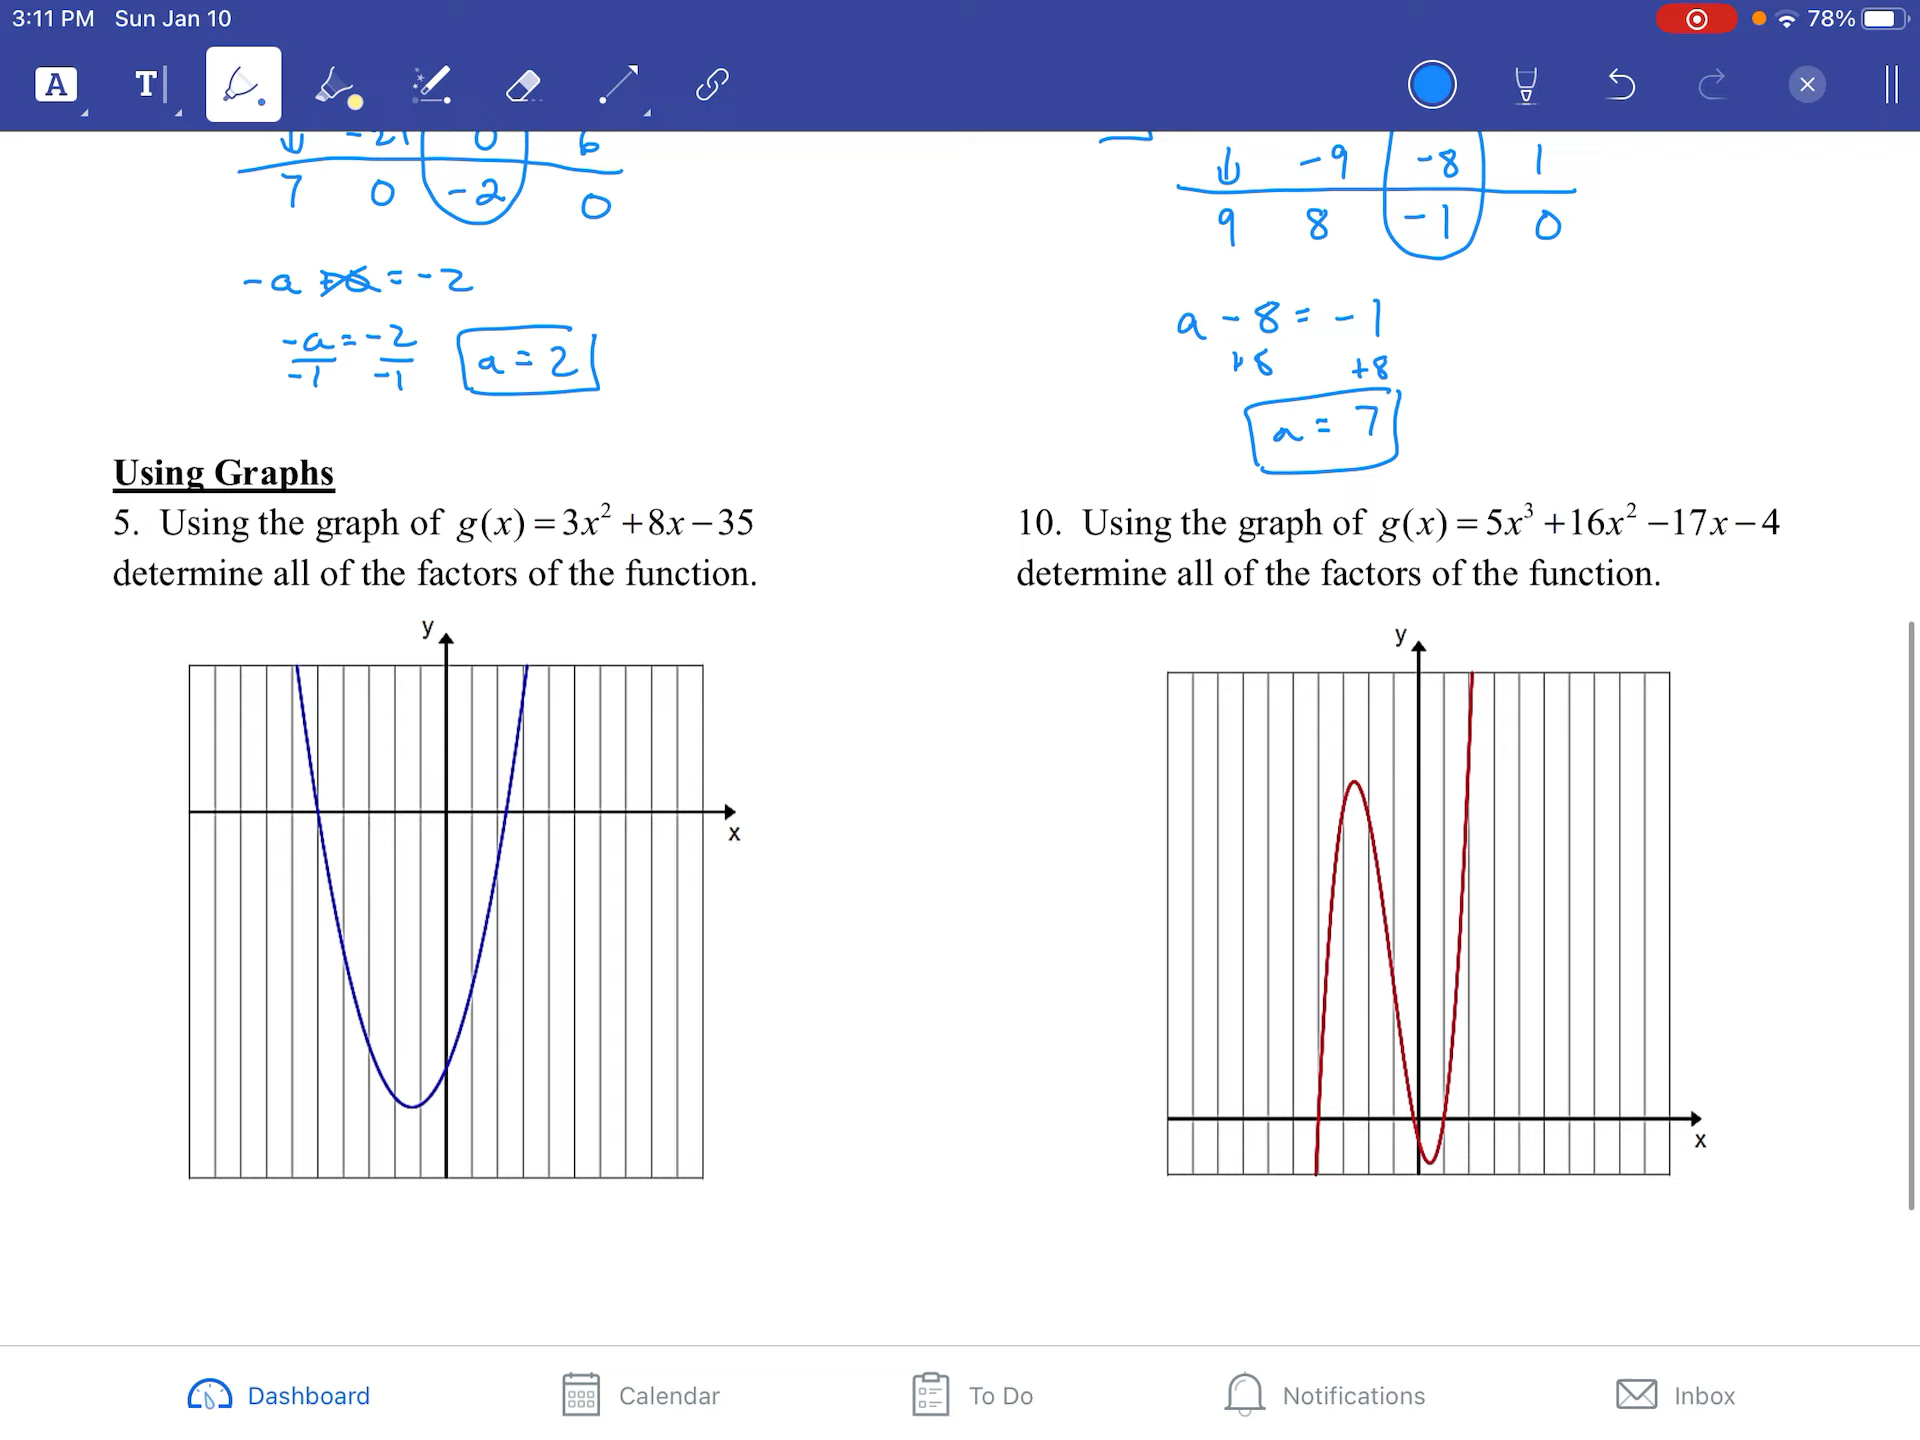 3:11 PM Sun Jan 10
78%
A T
↓ -21 0 6
7 0 -2 0
-a = -2
-a = -2
-1 -1
a = 2
↓ -9 -8 1
9 8 -1 0
a - 8 = -1
+8 +8
a = 7
Using Graphs
5. Using the graph of g(x) = 3x² + 8x − 35
determine all of the factors of the function.
y
x
10. Using the graph of g(x) = 5x³ + 16x² − 17x − 4
determine all of the factors of the function.
y
x
Dashboard
Calendar
To Do
Notifications
Inbox